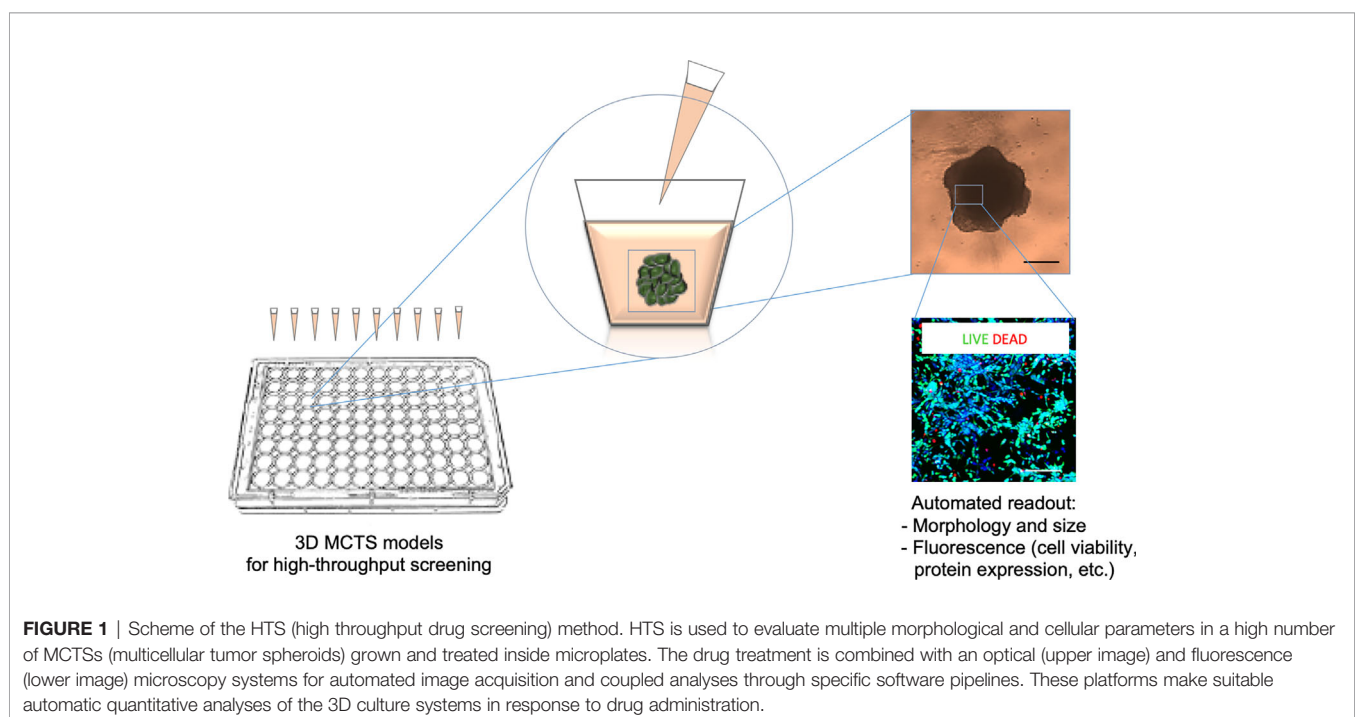 LIVE DEAD
3D MCTS models
for high-throughput screening
Automated readout:
- Morphology and size
- Fluorescence (cell viability,
protein expression, etc.)
FIGURE 1 | Scheme of the HTS (high throughput drug screening) method. HTS is used to evaluate multiple morphological and cellular parameters in a high number
of MCTSs (multicellular tumor spheroids) grown and treated inside microplates. The drug treatment is combined with an optical (upper image) and fluorescence
(lower image) microscopy systems for automated image acquisition and coupled analyses through specific software pipelines. These platforms make suitable
automatic quantitative analyses of the 3D culture systems in response to drug administration.